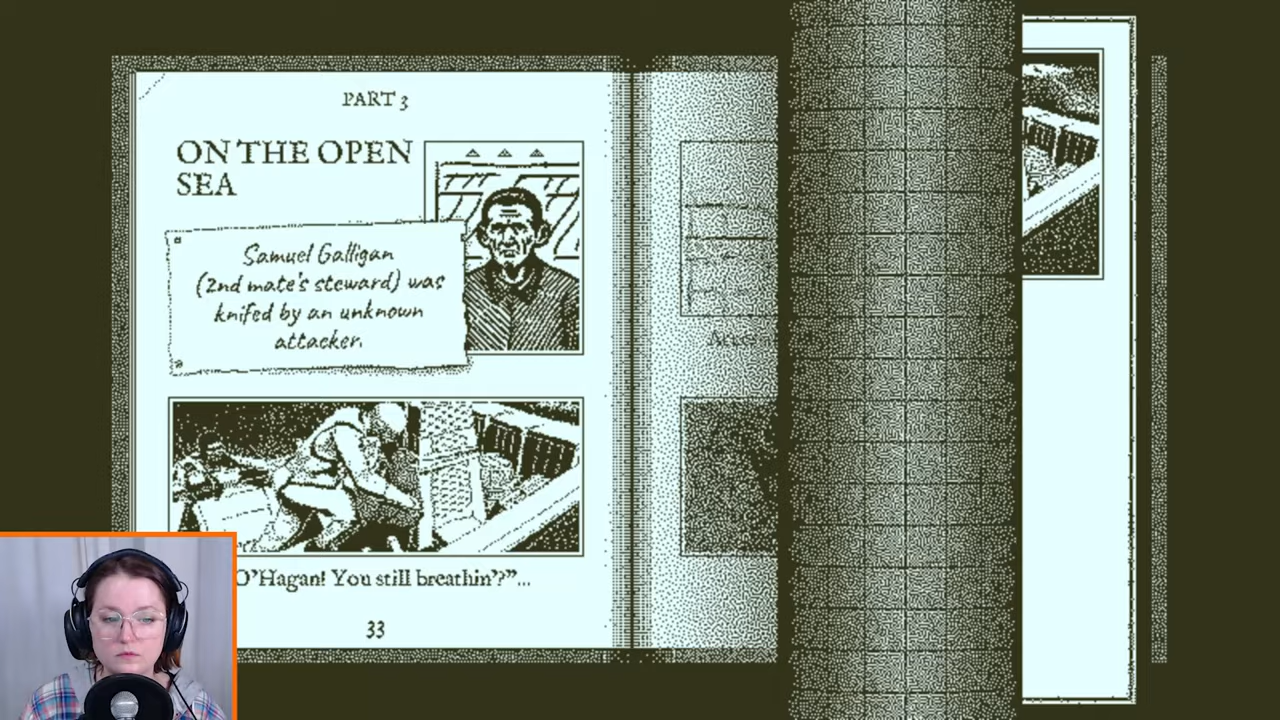 PART 3
ON THE OPEN
SEA
Samuel Galligan
(2nd mate's steward) was
knifed by an unknown
attacker.
O'Hagan! You still breathin'?”...
33